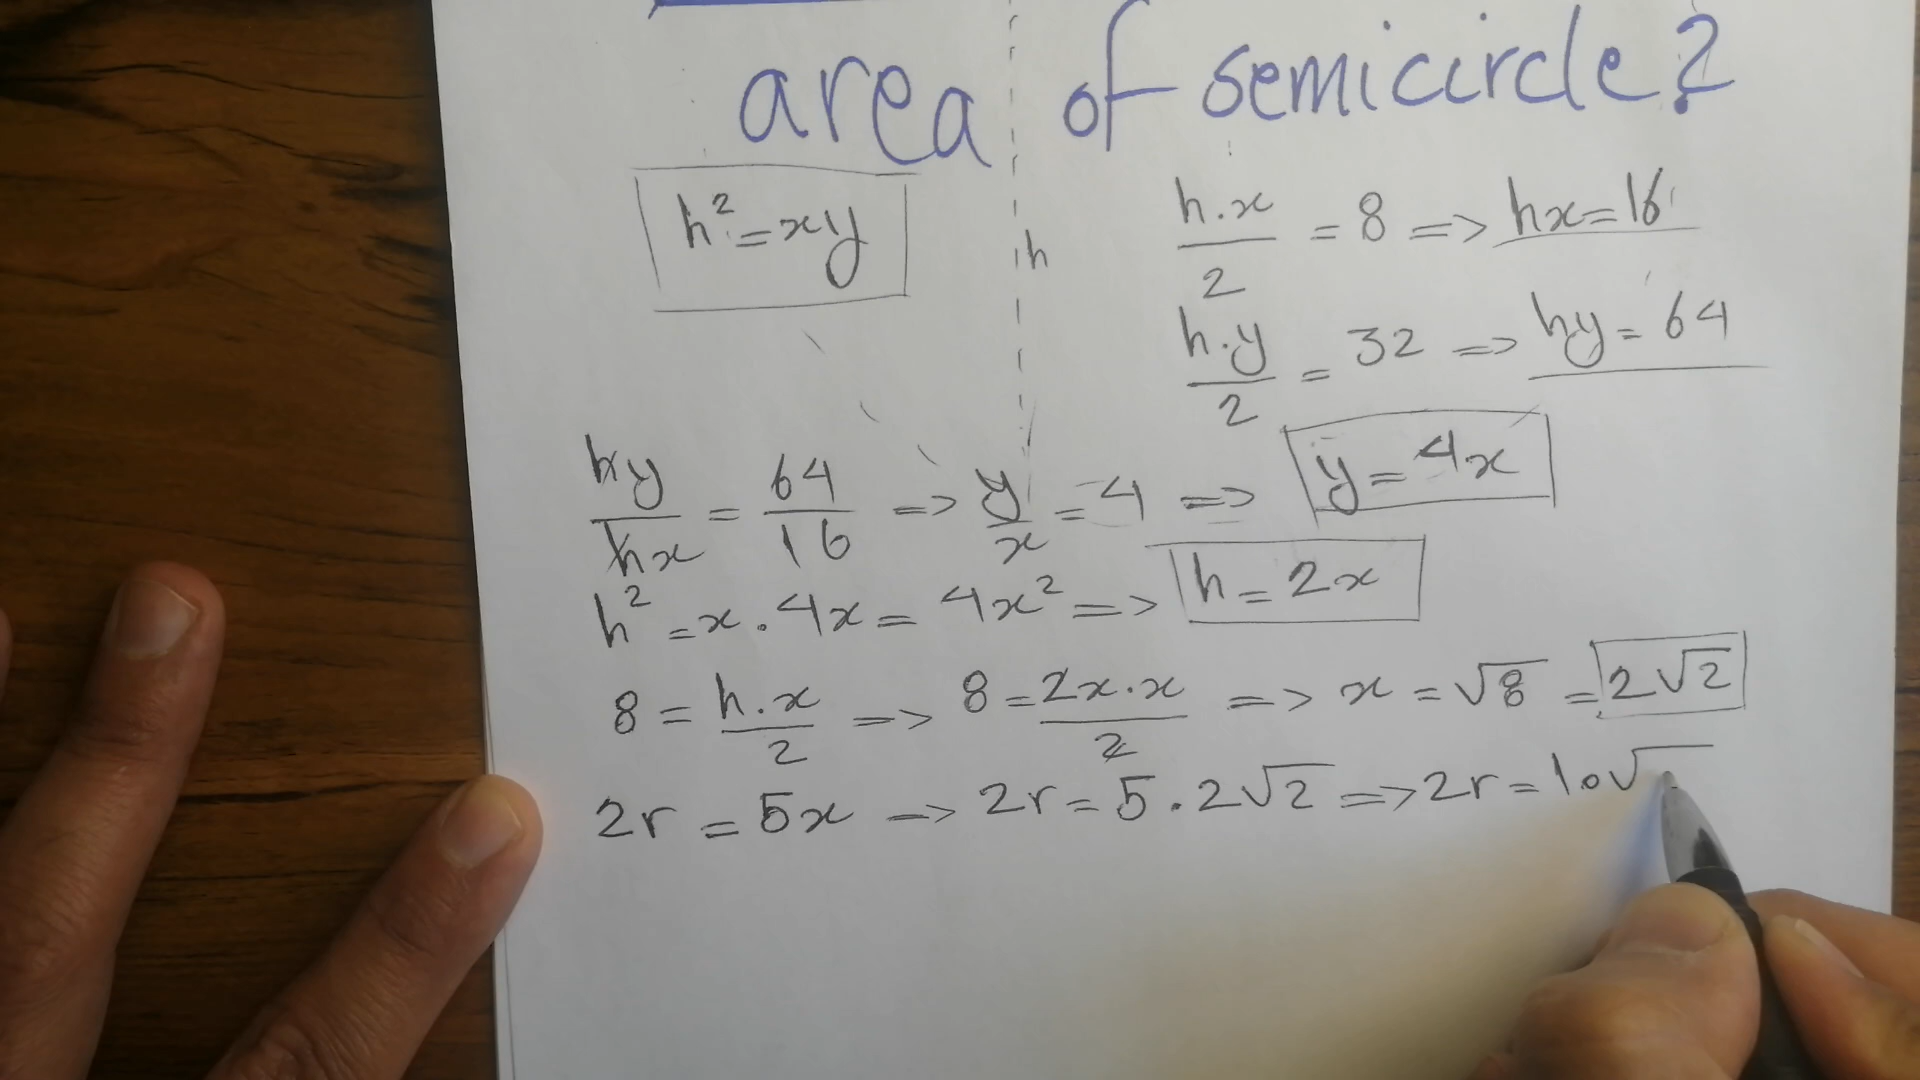 area of semicircle?
h² = xy
h
h·x/2 = 8 => hx = 16
h·y/2 = 32 => hy = 64
hy/hx = 64/16 => y/x = 4 => y = 4x
h² = x · 4x = 4x² => h = 2x
8 = h·x/2 => 8 = 2x·x/2 => x = √8 = 2√2
2r = 5x -> 2r = 5 · 2√2 => 2r = 10√